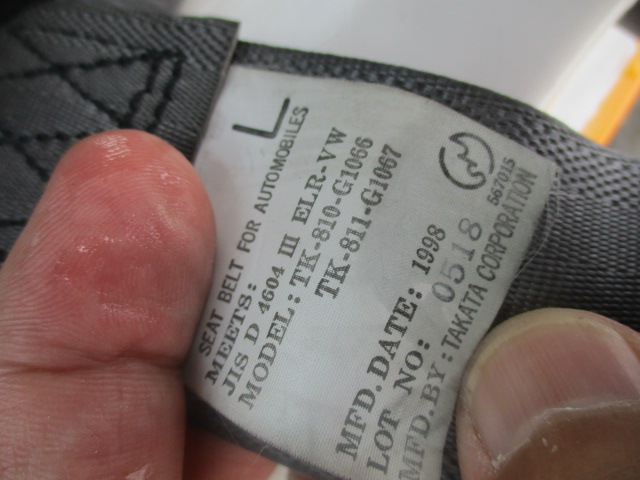 L
SEAT BELT FOR AUTOMOBILES
MEETS:
JIS D 4604 III ELR-VW
MODEL: TK-810-G1066
TK-811-G1067
MFD. DATE: 1998
LOT NO: 0518
MFD. BY: TAKATA CORPORATION
667015